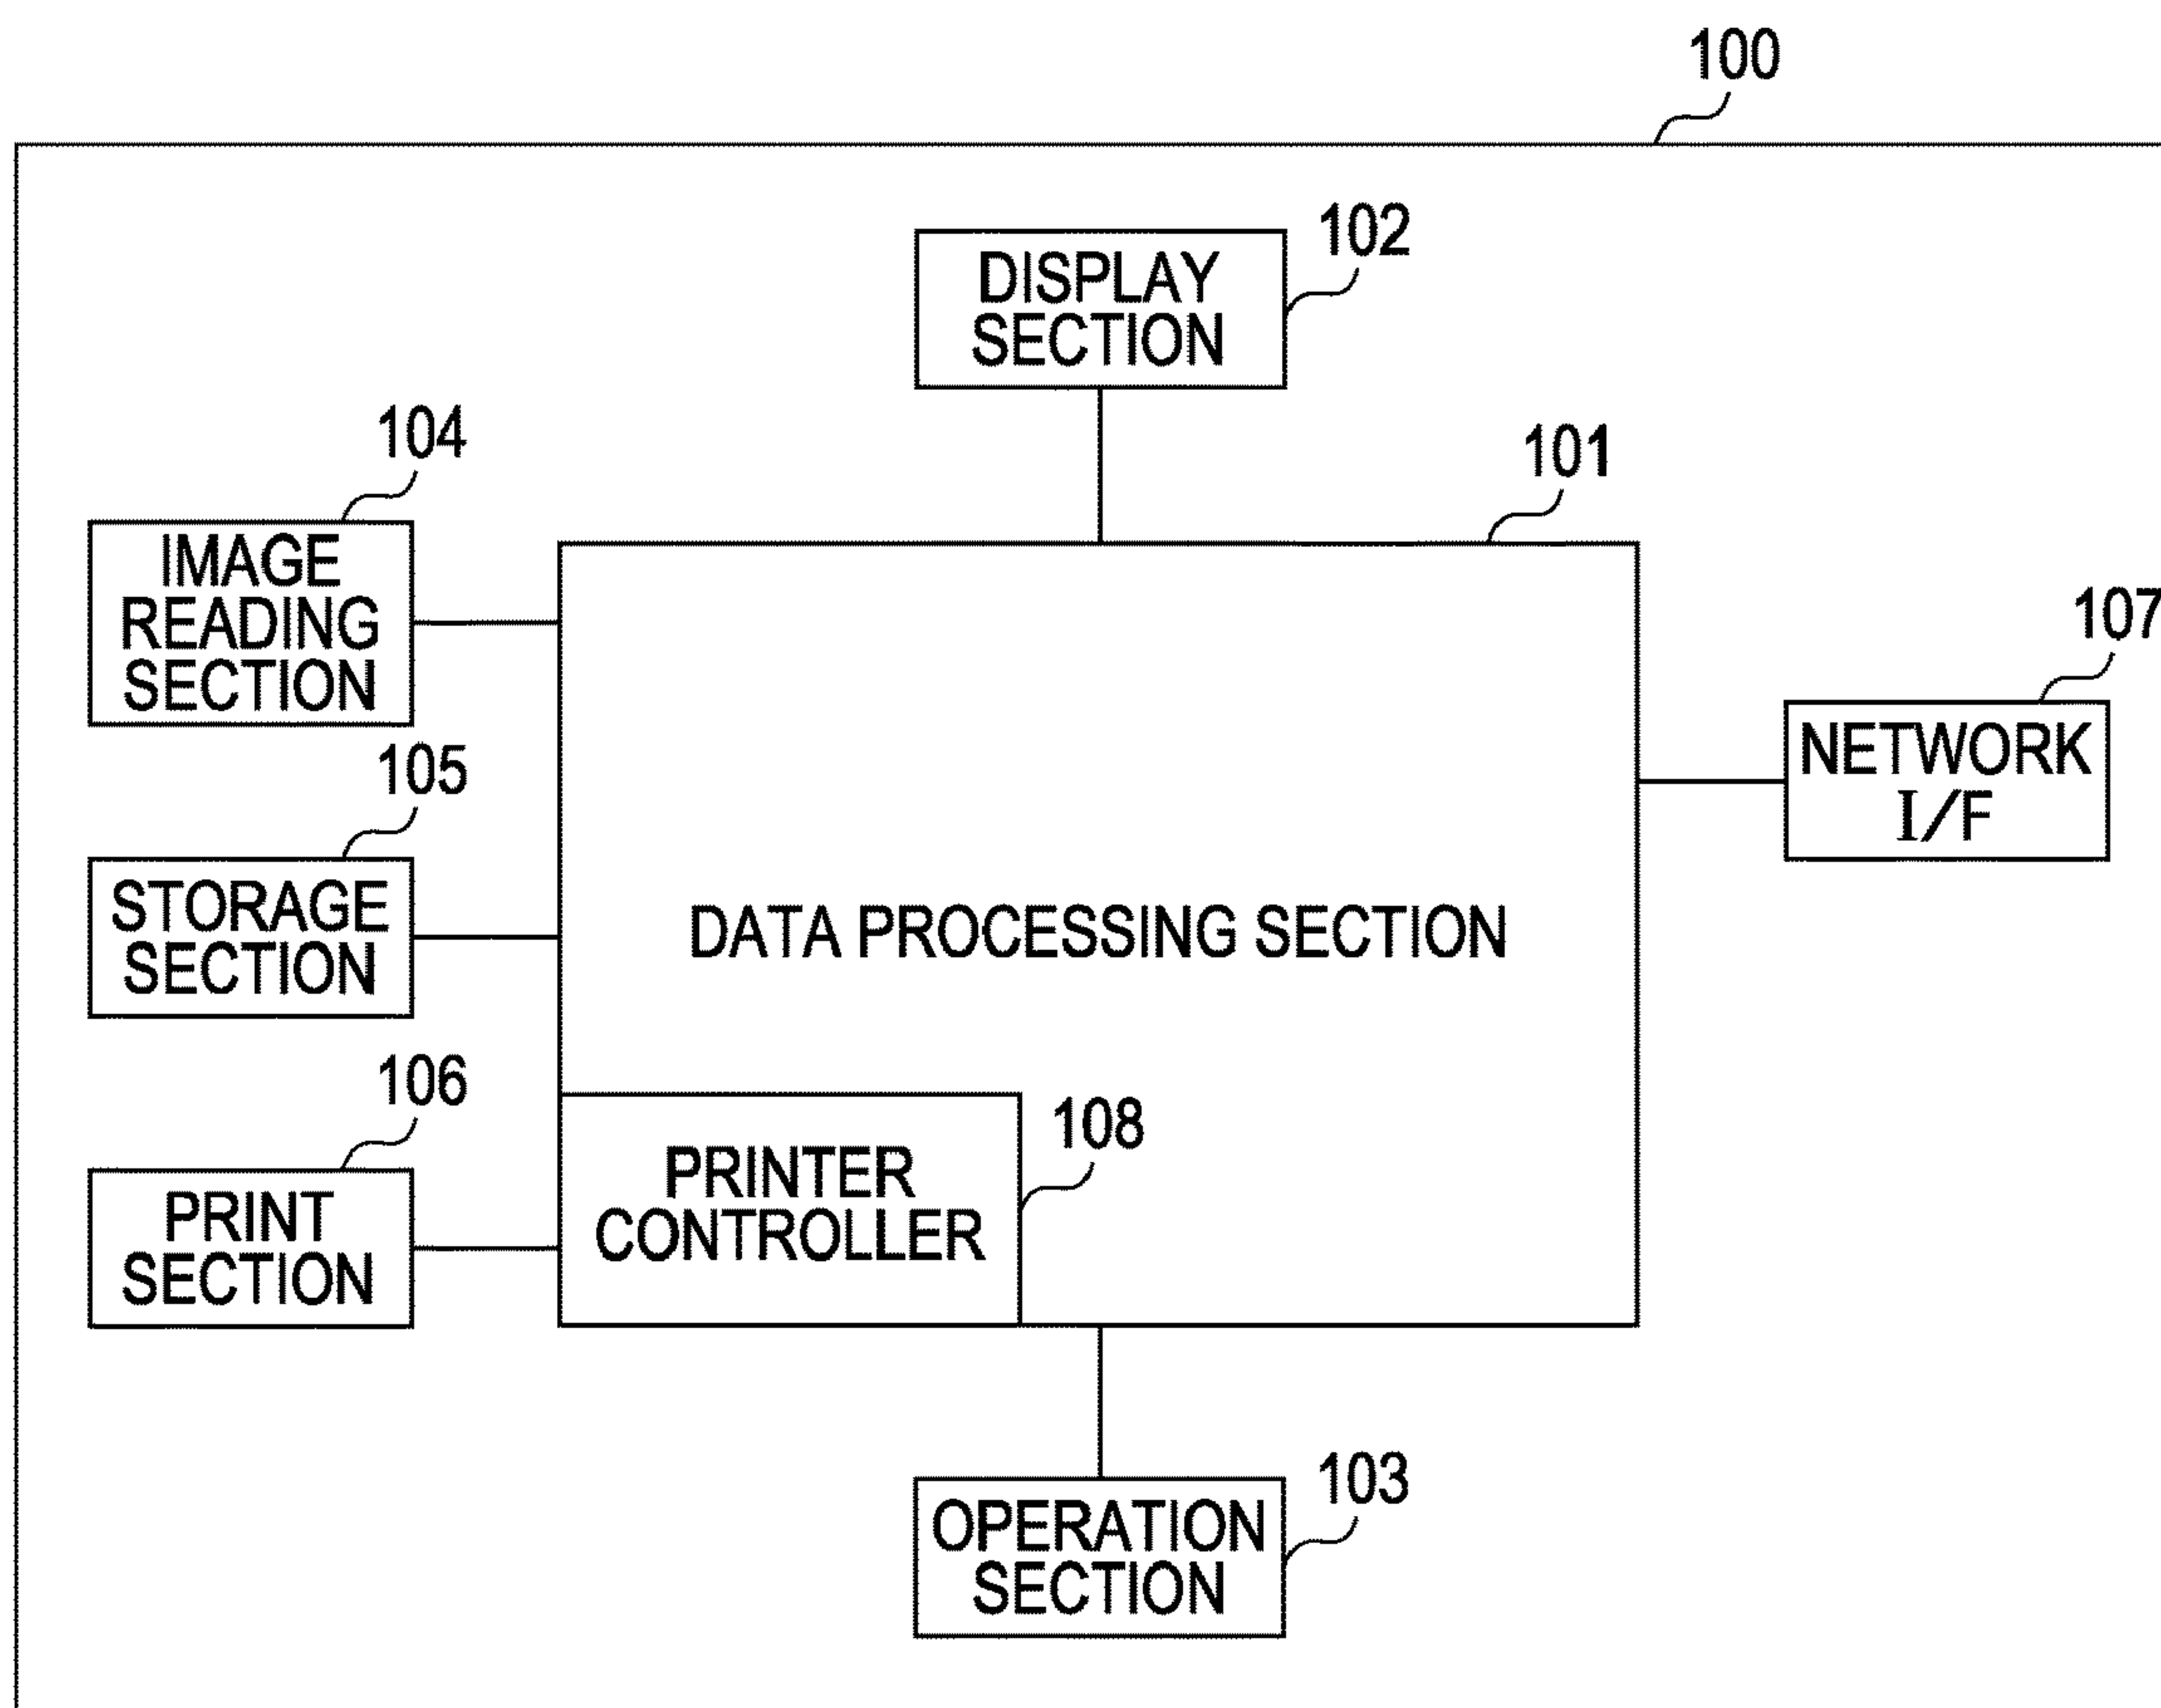 100
102
DISPLAY
SECTION
104
101
IMAGE
READING
SECTION
107
NETWORK
I/F
105
STORAGE
SECTION
DATA PROCESSING SECTION
106
108
PRINT
SECTION
PRINTER
CONTROLLER
103
OPERATION
SECTION